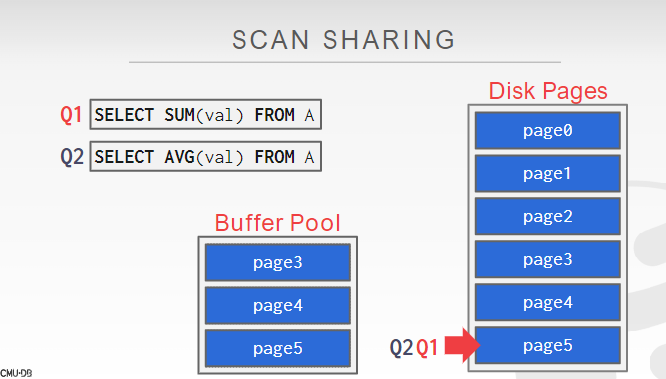 SCAN SHARING
Q1 SELECT SUM(val) FROM A
Q2 SELECT AVG(val) FROM A
Buffer Pool
page3
page4
page5
Disk Pages
page0
page1
page2
page3
page4
Q2 Q1 page5
CMU·DB